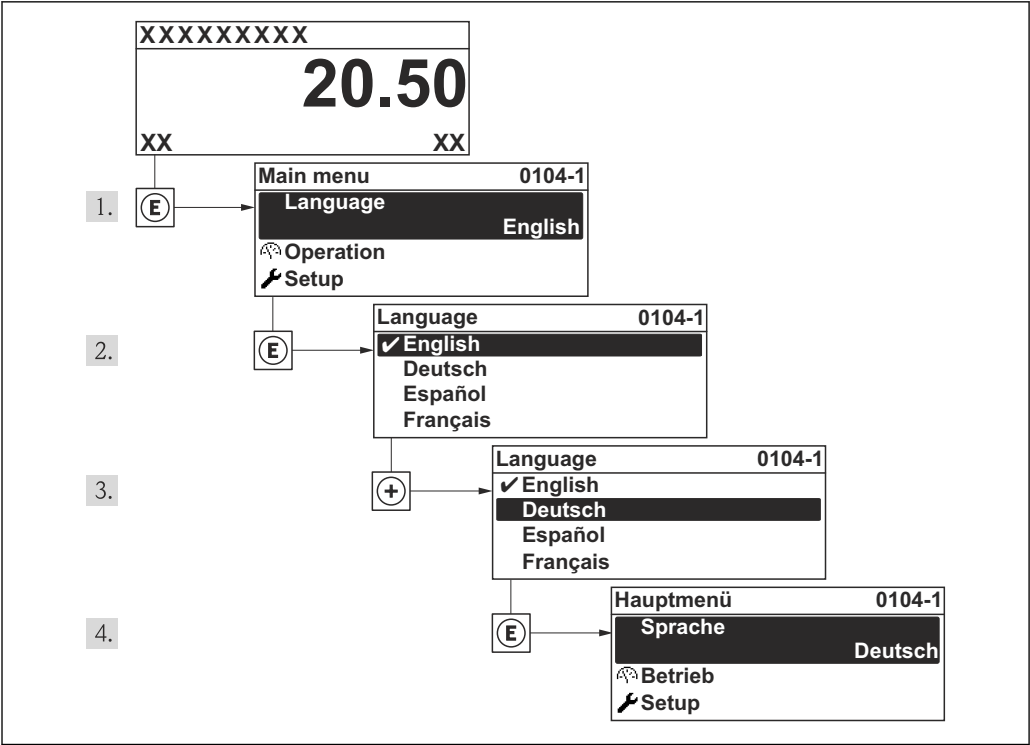 XXXXXXXXX
20.50
XX XX
1.
E
Main menu 0104-1
Language
English
Operation
Setup
2.
E
Language 0104-1
✔English
Deutsch
Español
Français
3.
+
Language 0104-1
✔English
Deutsch
Español
Français
4.
E
Hauptmenü 0104-1
Sprache
Deutsch
Betrieb
Setup